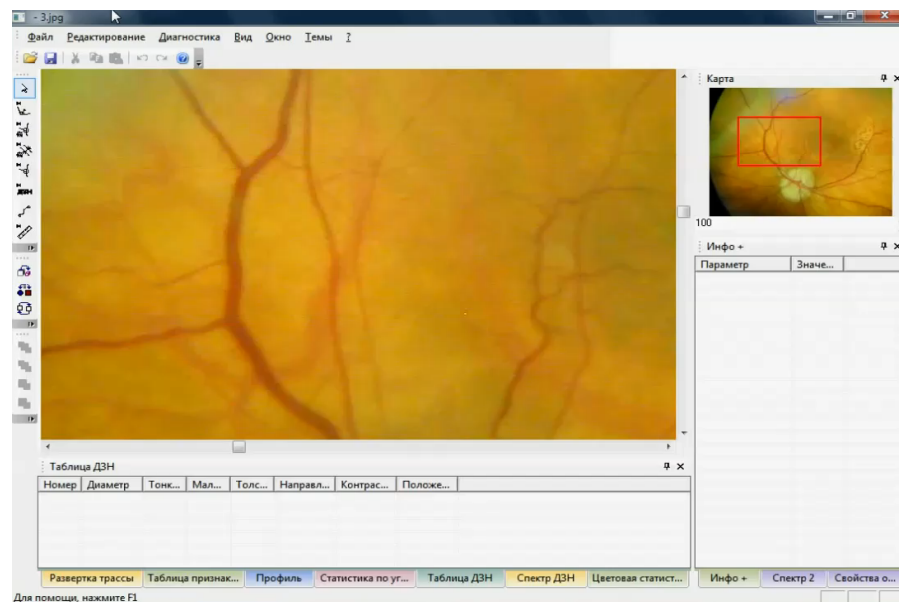 - 3.jpg
Файл Редактирование Диагностика Вид Окно Темы ?
Карта
100
Инфо +
Параметр Значе...
Таблица ДЗН
Номер Диаметр Тонк... Мал... Толс... Направл... Контрас... Положе...
Развертка трассы Таблица признак... Профиль Статистика по уг... Таблица ДЗН Спектр ДЗН Цветовая статист... Инфо + Спектр 2 Свойства о...
Для помощи, нажмите F1